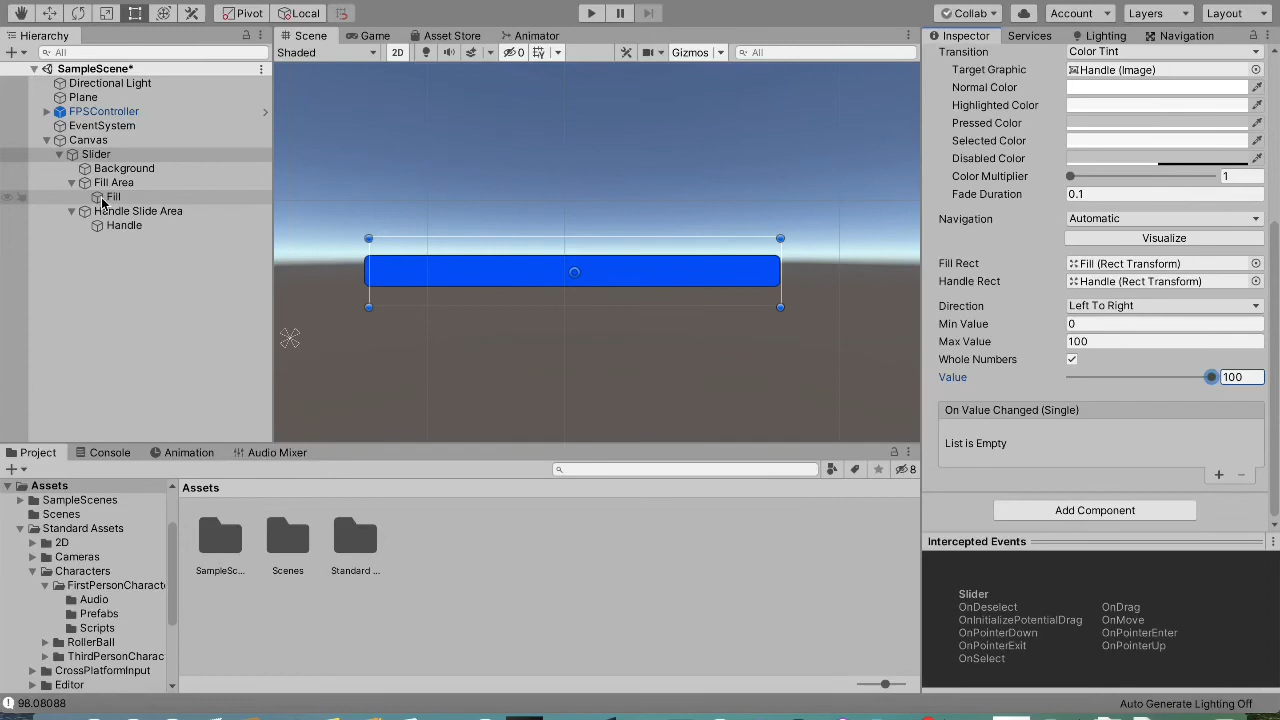 Pivot Local Collab Account Layers Layout
Hierarchy
All
SampleScene*
Directional Light
Plane
FPSController
EventSystem
Canvas
Slider
Background
Fill Area
Fill
Handle Slide Area
Handle
Scene Game Asset Store Animator
Shaded 2D 0 Gizmos All
Inspector Services Lighting Navigation
Transition Color Tint
Target Graphic Handle (Image)
Normal Color
Highlighted Color
Pressed Color
Selected Color
Disabled Color
Color Multiplier 1
Fade Duration 0.1
Navigation Automatic
Visualize
Fill Rect Fill (Rect Transform)
Handle Rect Handle (Rect Transform)
Direction Left To Right
Min Value 0
Max Value 100
Whole Numbers
Value 100
On Value Changed (Single)
List is Empty
Add Component
Intercepted Events
Slider
OnDeselect OnDrag
OnInitializePotentialDrag OnMove
OnPointerDown OnPointerEnter
OnPointerExit OnPointerUp
OnSelect
Project Console Animation Audio Mixer
8
Assets
SampleScenes
Scenes
Standard Assets
2D
Cameras
Characters
FirstPersonCharact
Audio
Prefabs
Scripts
RollerBall
ThirdPersonCharac
CrossPlatformInput
Editor
Assets
SampleSc... Scenes Standard ...
98.08088 Auto Generate Lighting Off